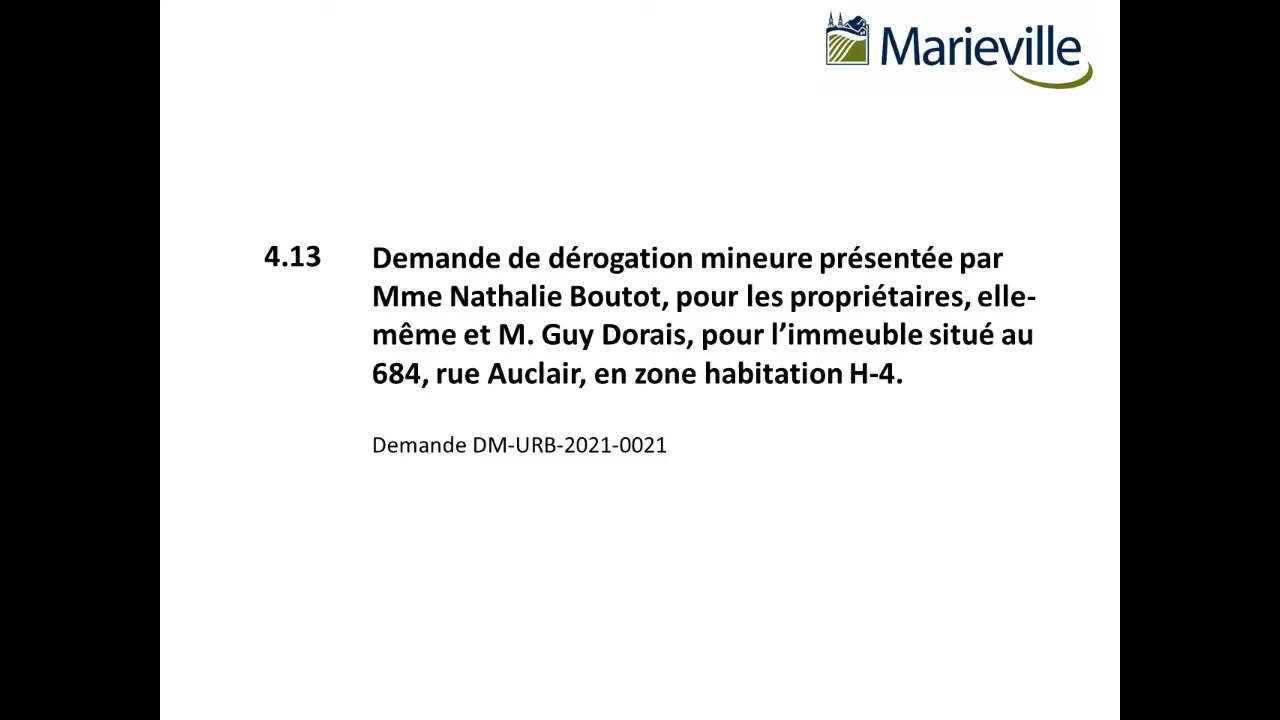 Marieville
4.13 Demande de dérogation mineure présentée par
Mme Nathalie Boutot, pour les propriétaires, elle-
même et M. Guy Dorais, pour l’immeuble situé au
684, rue Auclair, en zone habitation H-4.
Demande DM-URB-2021-0021